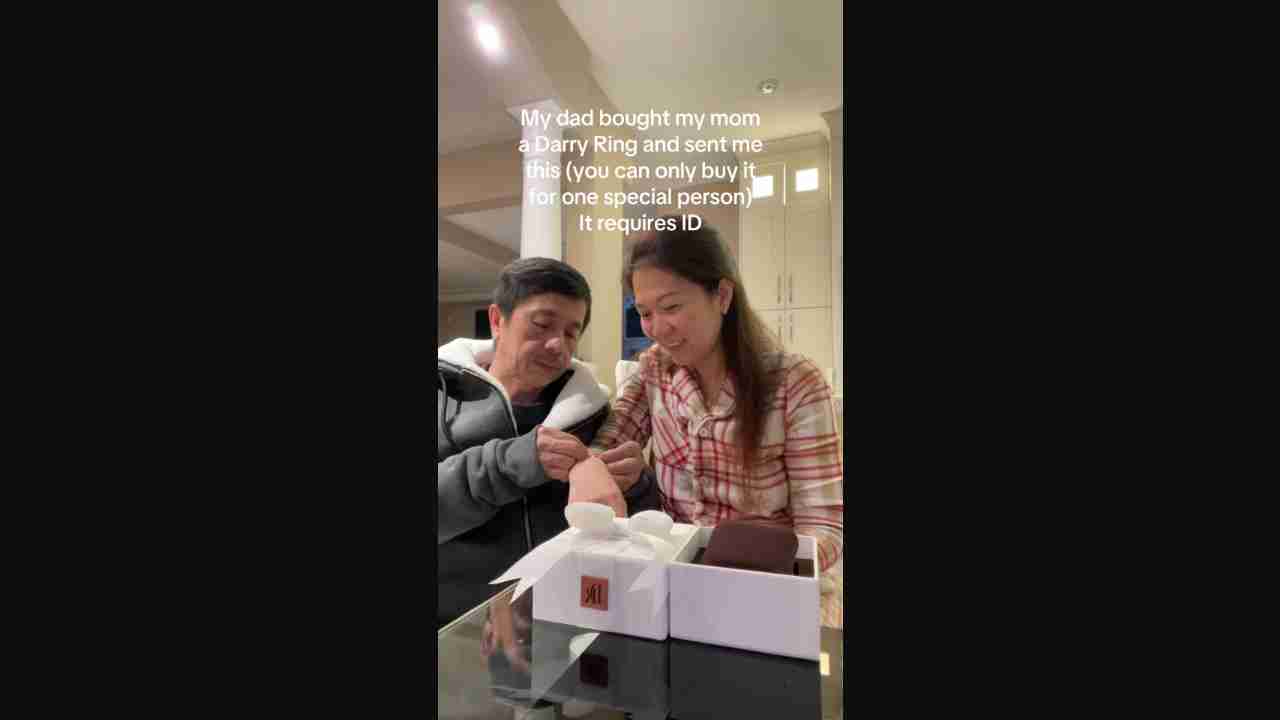 My dad bought my mom
a Darry Ring and sent me
this (you can only buy it
for one special person)
It requires ID